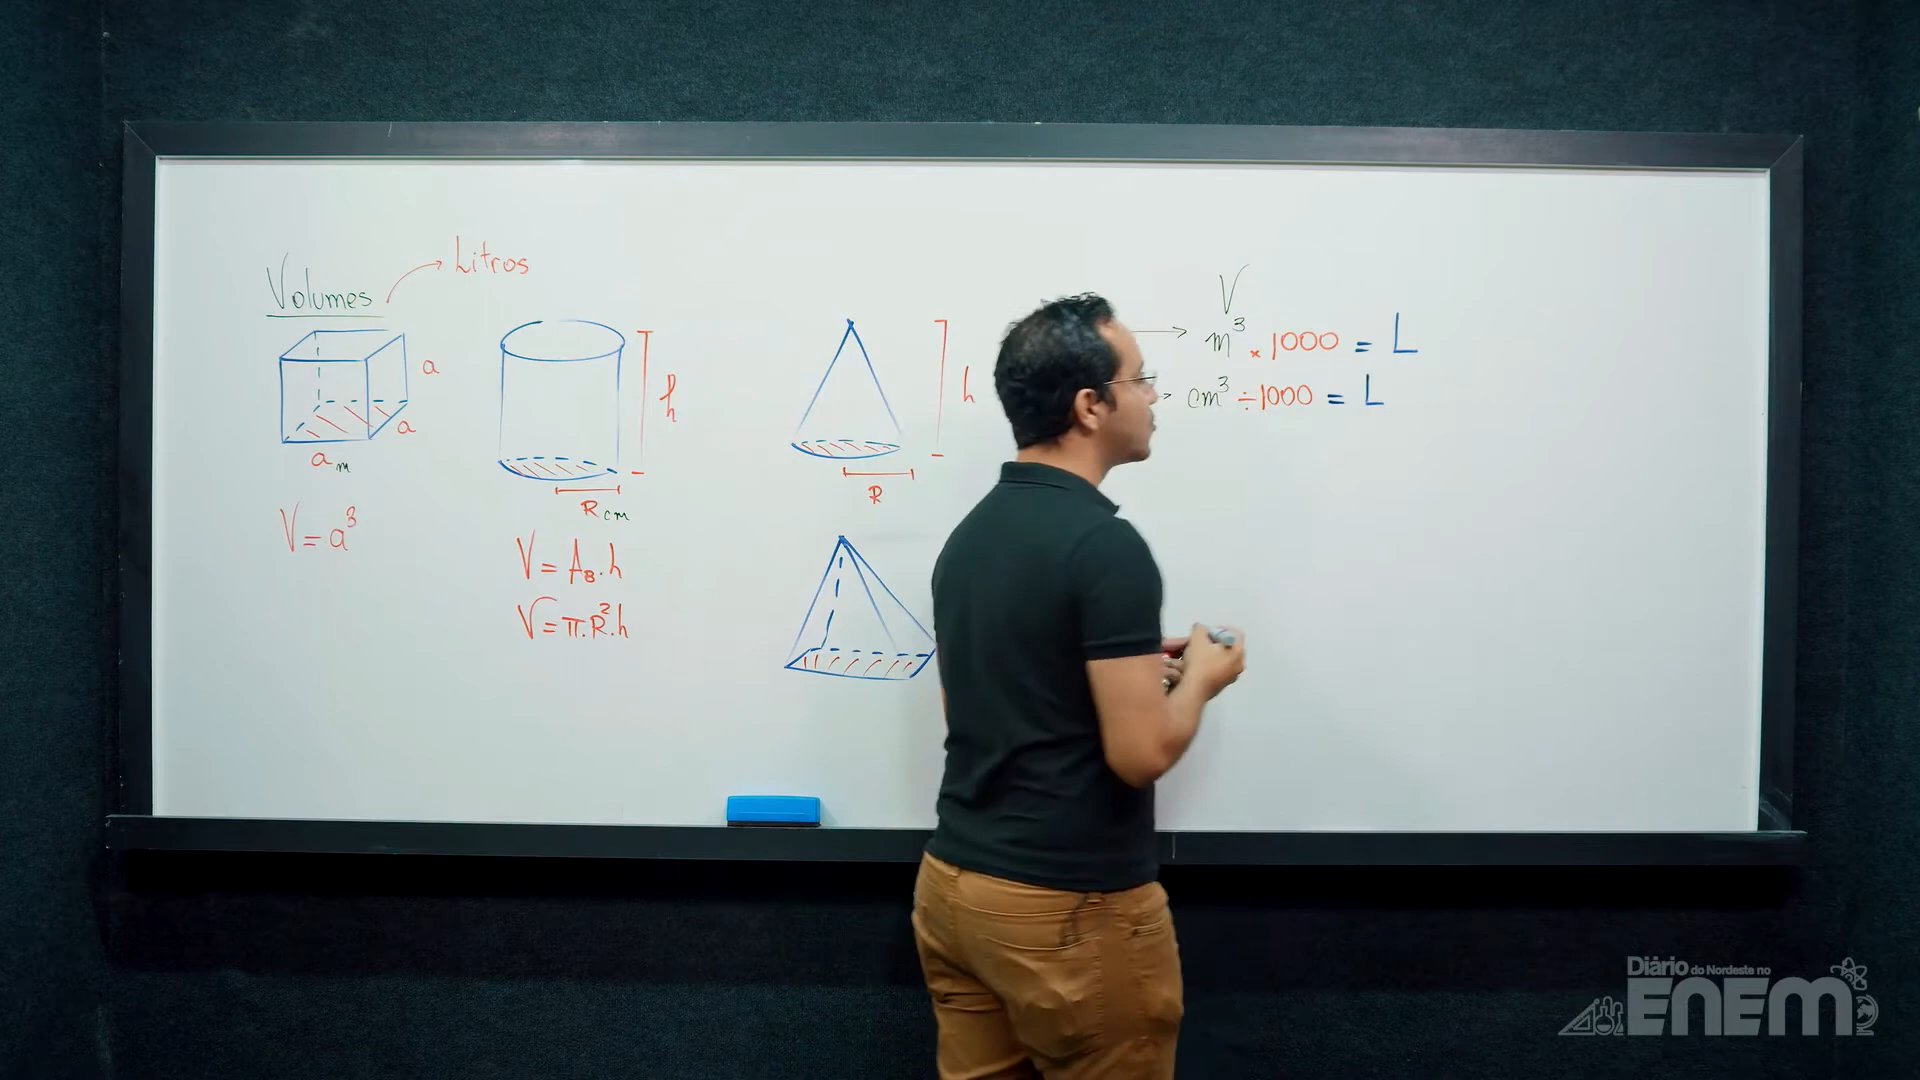 Volumes
Litros
a
a
a m
V = a³
h
R cm
V = A_B . h
V = π.R².h
h
R
V
m³ × 1000 = L
cm³ ÷ 1000 = L
Diário do Nordeste no
ENEM